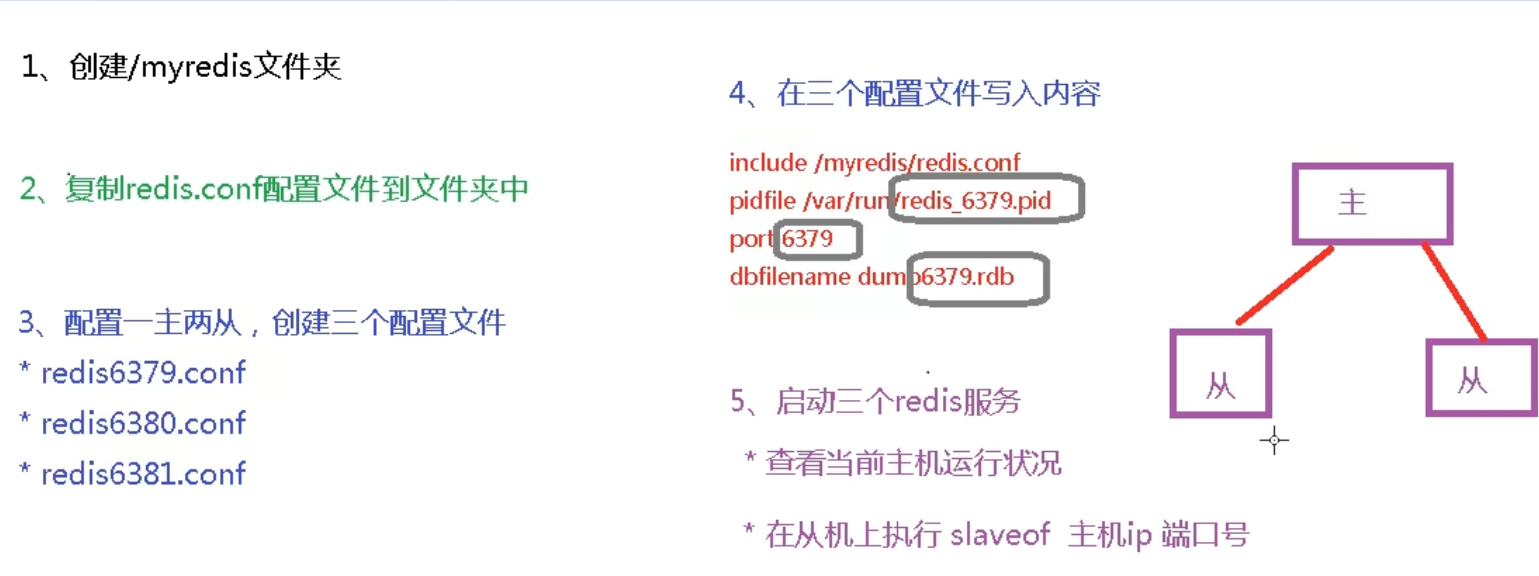 1、创建/myredis文件夹
2、复制redis.conf配置文件到文件夹中
3、配置一主两从，创建三个配置文件
* redis6379.conf
* redis6380.conf
* redis6381.conf
4、在三个配置文件写入内容
include /myredis/redis.conf
pidfile /var/run/redis_6379.pid
port 6379
dbfilename dump6379.rdb
5、启动三个redis服务
* 查看当前主机运行状况
* 在从机上执行 slaveof 主机ip 端口号
主
从
从